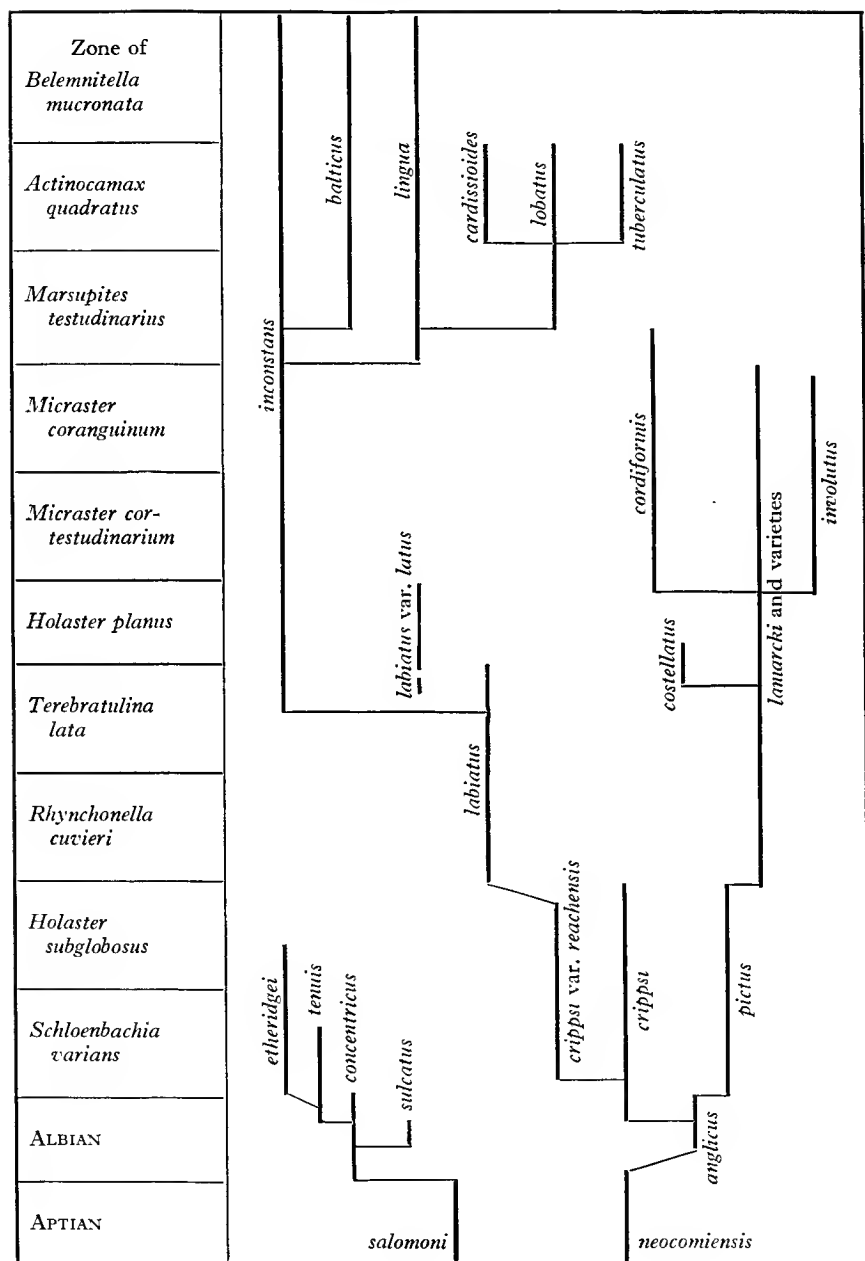 Zone of
Belemnitella
mucronata
Actinocamax
quadratus
Marsupites
testudinarius
Micraster
coranguinum
Micraster cor-
testudinarium
Holaster planus
Terebratulina
lata
Rhynchonella
cuvieri
Holaster
subglobosus
Schloenbachia
varians
ALBIAN
APTIAN
inconstans
balticus
lingua
cardissioides
lobatus
tuberculatus
labiatus var. latus
labiatus
cordiformis
costellatus
lamarcki and varieties
involutus
etheridgei
tenuis
concentricus
sulcatus
crippsi var. reachensis
crippsi
pictus
anglicus
salomoni
neocomiensis